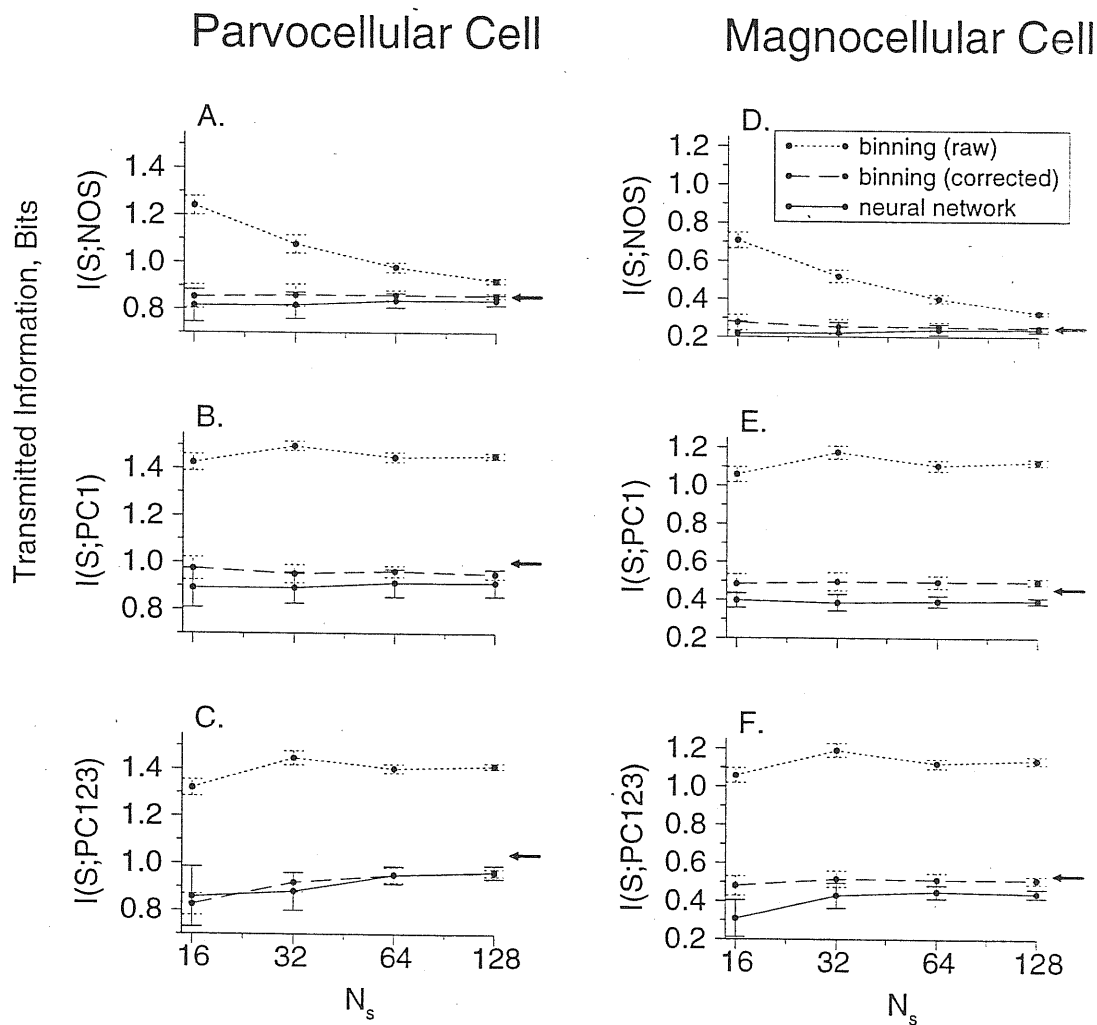 Parvocellular Cell
Magnocellular Cell
Transmitted Information, Bits
A.
I(S;NOS)
1.4
1.2
1.0
0.8
B.
I(S;PC1)
1.4
1.2
1.0
0.8
C.
I(S;PC123)
1.4
1.2
1.0
0.8
16
32
64
128
Ns
D.
binning (raw)
binning (corrected)
neural network
I(S;NOS)
1.2
1.0
0.8
0.6
0.4
0.2
E.
I(S;PC1)
1.2
1.0
0.8
0.6
0.4
0.2
F.
I(S;PC123)
1.2
1.0
0.8
0.6
0.4
0.2
16
32
64
128
Ns